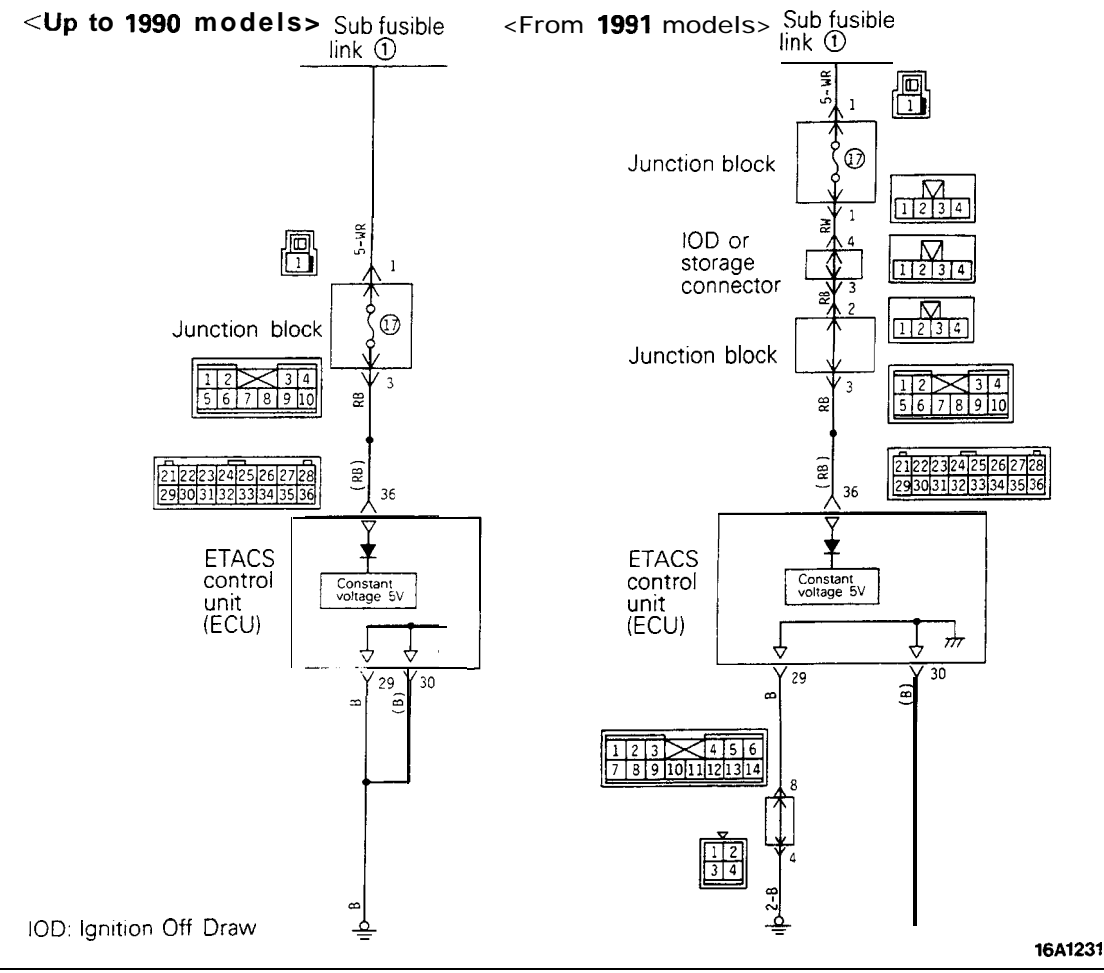 <Up to 1990 models>
Sub fusible
link ①
5-WR
1
1
Junction block
⑰
3
1 2 3 4
5 6 7 8 9 10
RB
(RB)
21 22 23 24 25 26 27 28
29 30 31 32 33 34 35 36
36
ETACS
control
unit
(ECU)
Constant
voltage 5V
29
30
B
(B)
B
IOD: Ignition Off Draw
<From 1991 models>
Sub fusible
link ①
5-WR
1
1
Junction block
⑰
1
1 2 3 4
RW
IOD or
storage
connector
4
1 2 3 4
3
RB
2
1 2 3 4
Junction block
3
1 2 3 4
5 6 7 8 9 10
RB
(RB)
21 22 23 24 25 26 27 28
29 30 31 32 33 34 35 36
36
ETACS
control
unit
(ECU)
Constant
voltage 5V
29
30
B
(B)
1 2 3 4 5 6
7 8 9 10 11 12 13 14
8
1 2
3 4
4
2-B
16A1231